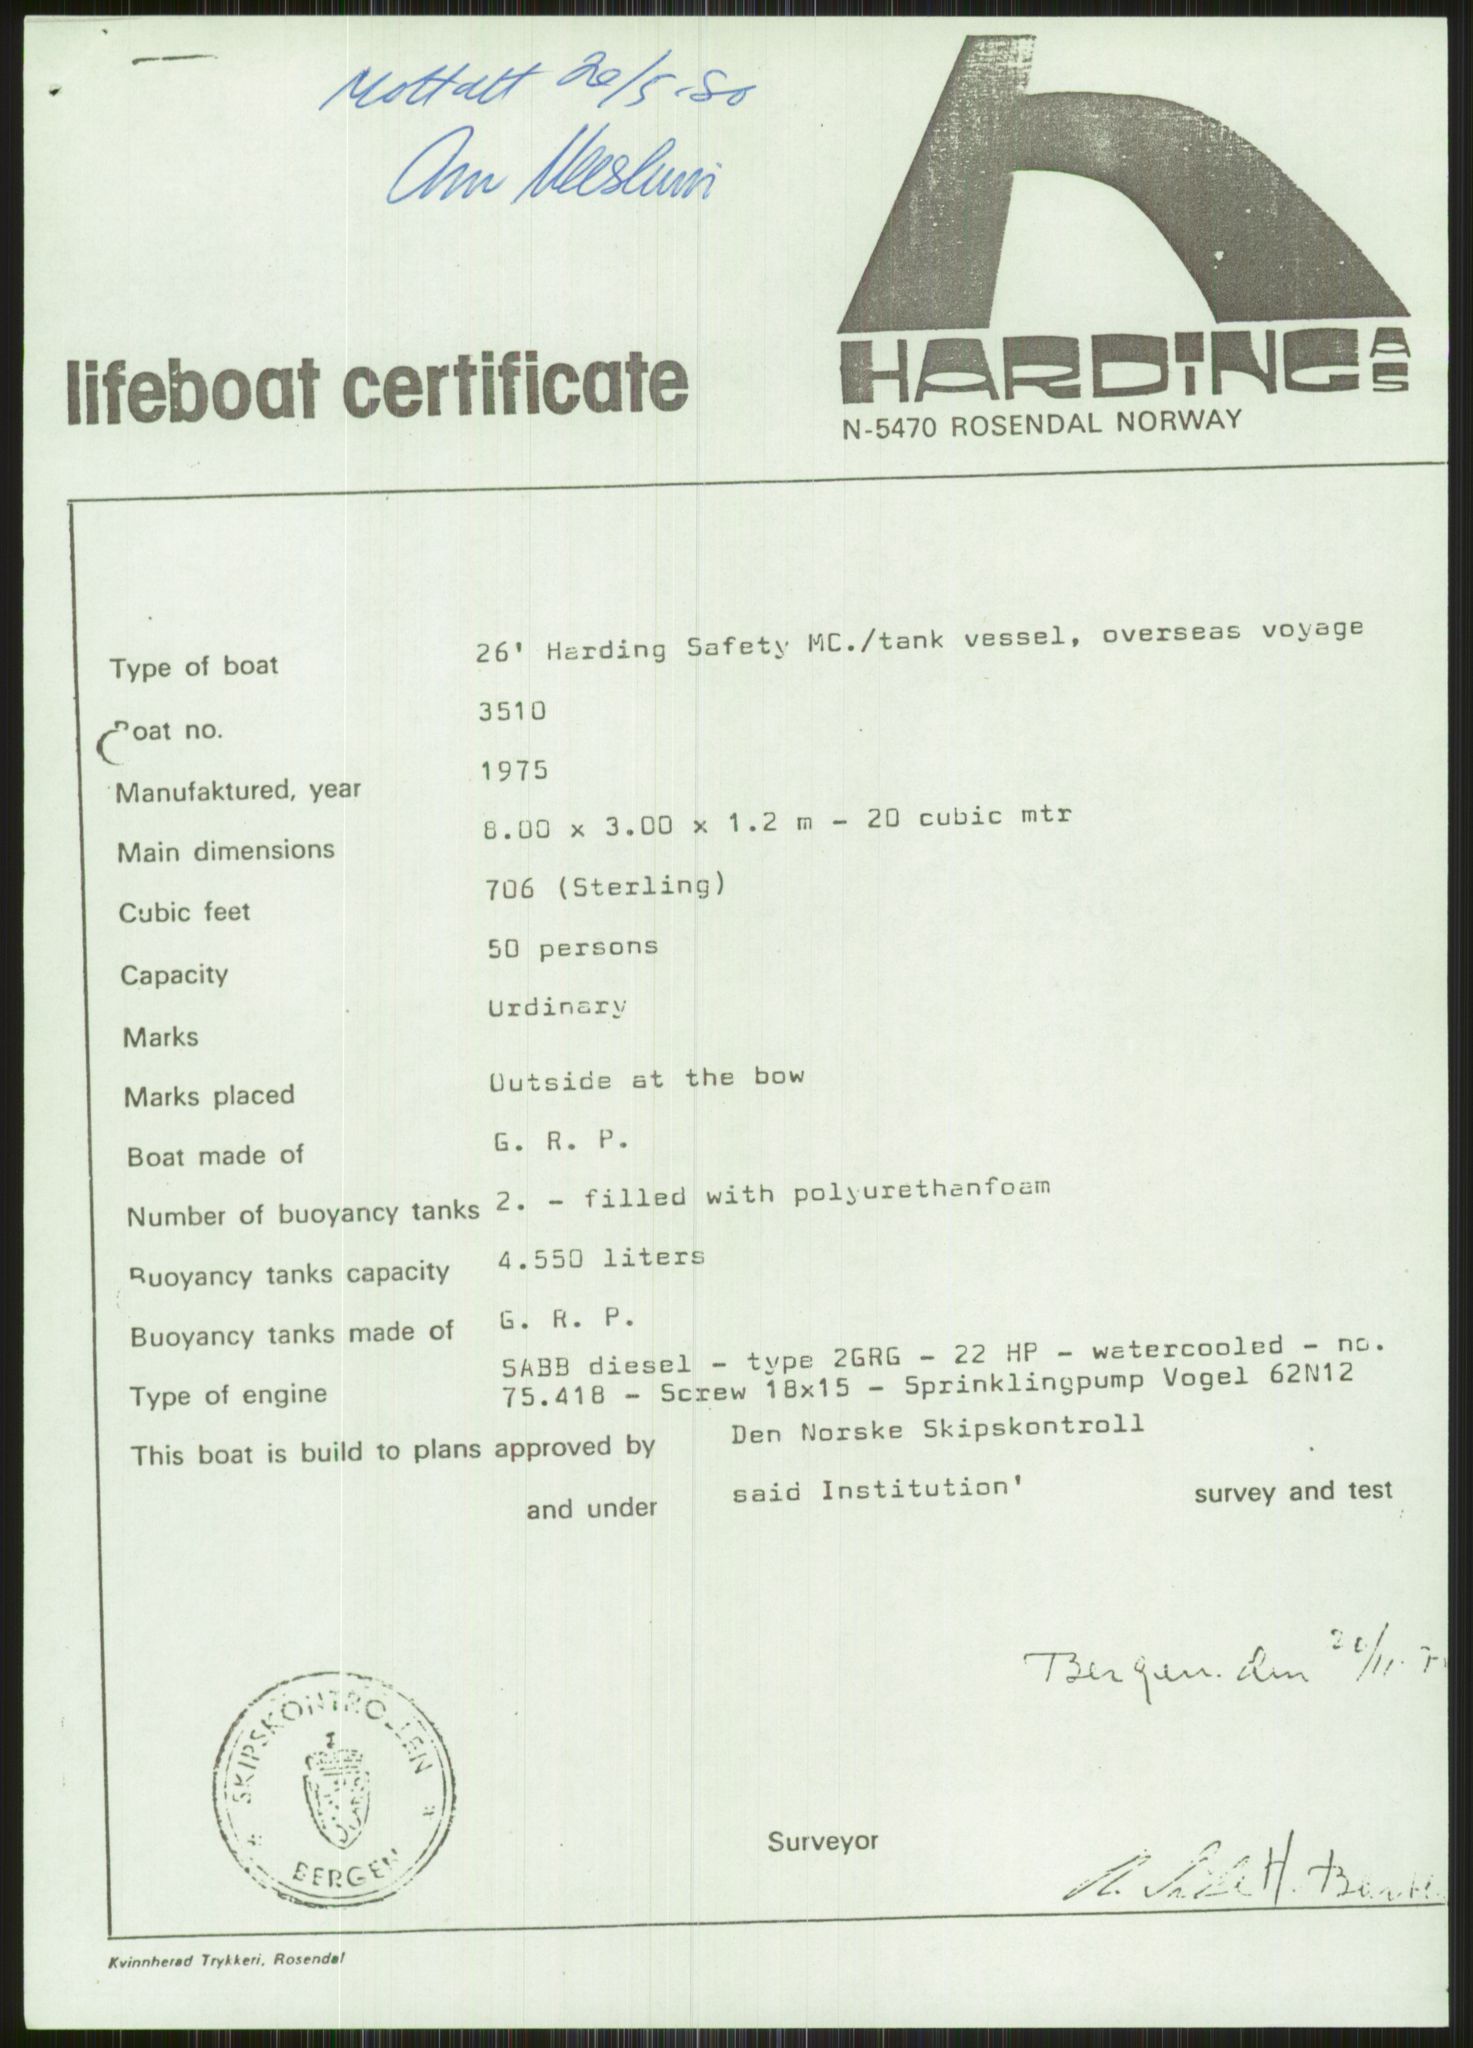 Mottatt 20/5-80
HARDING AS
lifeboat certificate
N-5470 ROSENDAL NORWAY
Type of boat 26' Harding Safety MC./tank vessel, overseas voyage
Boat no. 3510
Manufaktured, year 1975
Main dimensions 8.00 x 3.00 x 1.2 m - 20 cubic mtr
Cubic feet 706 (Sterling)
Capacity 50 persons
Marks Ordinary
Marks placed Outside at the bow
Boat made of G. R. P.
Number of buoyancy tanks 2. - filled with polyurethanfoam
Buoyancy tanks capacity 4.550 liters
Buoyancy tanks made of G. R. P.
SABB diesel - type 2GRG - 22 HP - watercooled - no.
Type of engine 75.418 - Screw 18x15 - Sprinklingpump Vogel 62N12
This boat is build to plans approved by Den Norske Skipskontroll
and under said Institution' survey and test
Bergen den
SKIPSKONTROLLEN
BERGEN
Surveyor
Kvinnherad Trykkeri, Rosendal